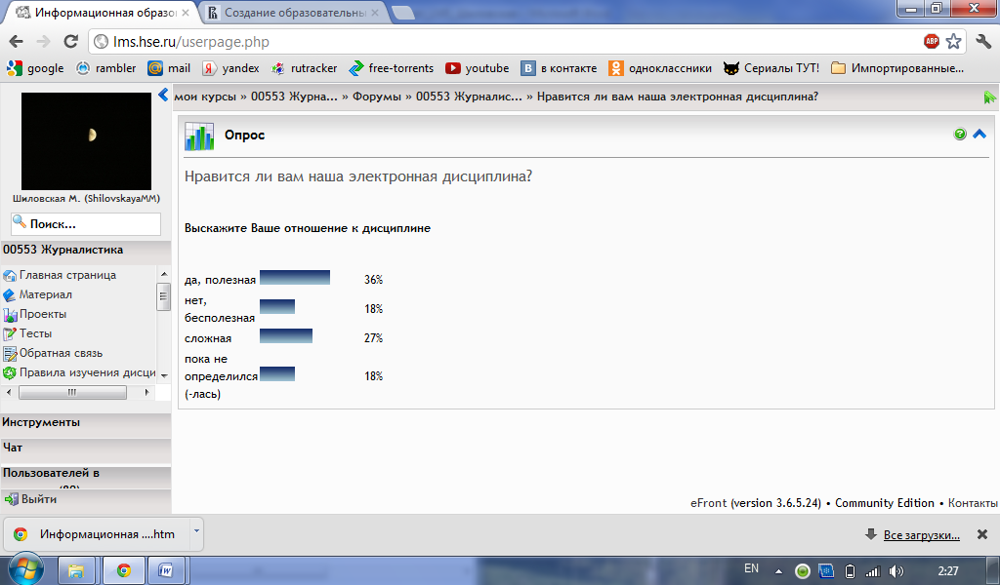 Информационная образо
Создание образовательны
lms.hse.ru/userpage.php
ABP
google
rambler
mail
yandex
rutracker
free-torrents
youtube
в контакте
одноклассники
Сериалы ТУТ!
Импортированные...
мои курсы » 00553 Журна... » Форумы » 00553 Журналис... » Нравится ли вам наша электронная дисциплина?
Шиловская М. (ShilovskayaMM)
Поиск...
00553 Журналистика
Главная страница
Материал
Проекты
Тесты
Обратная связь
Правила изучения дисци
Инструменты
Чат
Пользователей в
Выйти
Опрос
Нравится ли вам наша электронная дисциплина?
Выскажите Ваше отношение к дисциплине
да, полезная 36%
нет,
бесполезная 18%
сложная 27%
пока не
определился 18%
(-лась)
eFront (version 3.6.5.24) • Community Edition • Контакты
Информационная ....htm
Все загрузки...
EN
2:27